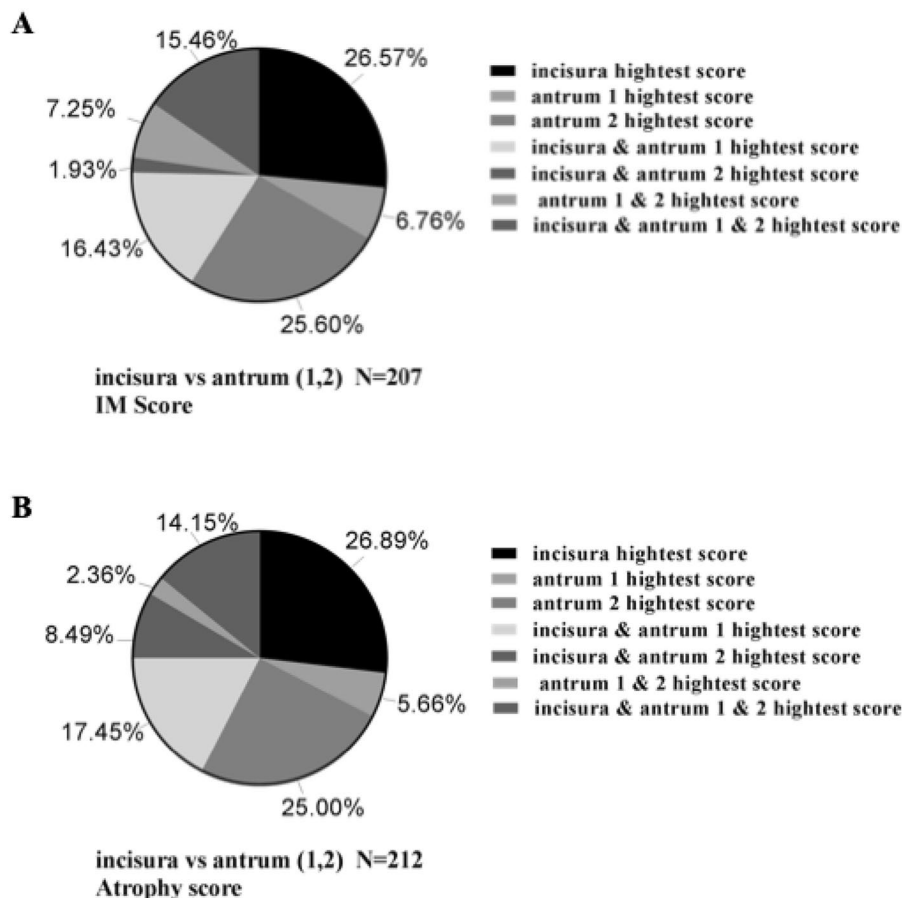 A
15.46%
26.57%
7.25%
1.93%
16.43%
6.76%
25.60%
incisura hightest score
antrum 1 hightest score
antrum 2 hightest score
incisura & antrum 1 hightest score
incisura & antrum 2 hightest score
antrum 1 & 2 hightest score
incisura & antrum 1 & 2 hightest score
incisura vs antrum (1,2) N=207
IM Score
B
14.15%
26.89%
2.36%
8.49%
17.45%
5.66%
25.00%
incisura hightest score
antrum 1 hightest score
antrum 2 hightest score
incisura & antrum 1 hightest score
incisura & antrum 2 hightest score
antrum 1 & 2 hightest score
incisura & antrum 1 & 2 hightest score
incisura vs antrum (1,2) N=212
Atrophy score